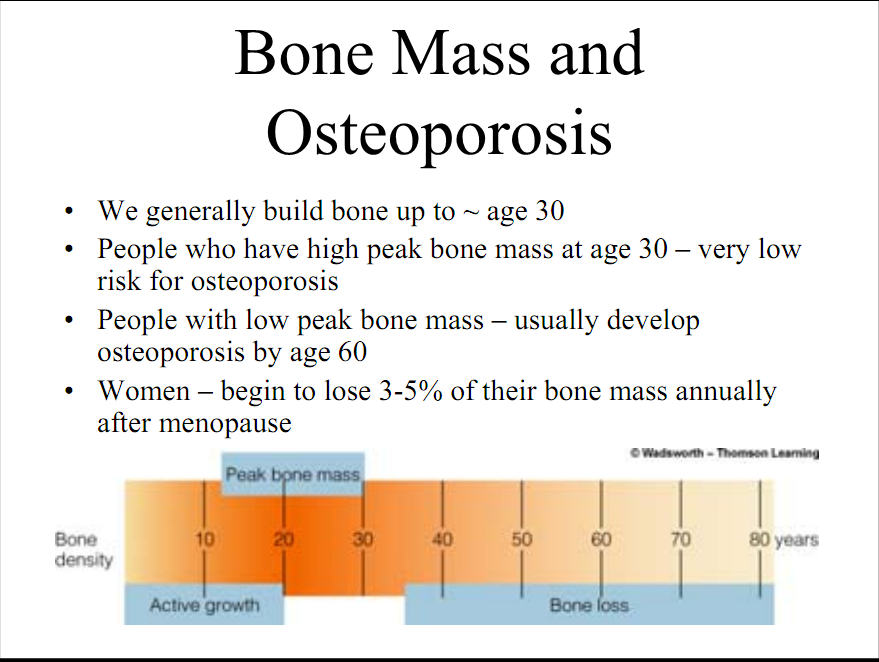 Bone Mass and
Osteoporosis
• We generally build bone up to ~ age 30
• People who have high peak bone mass at age 30 – very low
risk for osteoporosis
• People with low peak bone mass – usually develop
osteoporosis by age 60
• Women – begin to lose 3-5% of their bone mass annually
after menopause
© Wadsworth – Thomson Learning
Peak bone mass
Bone
density
10 20 30 40 50 60 70 80 years
Active growth
Bone loss